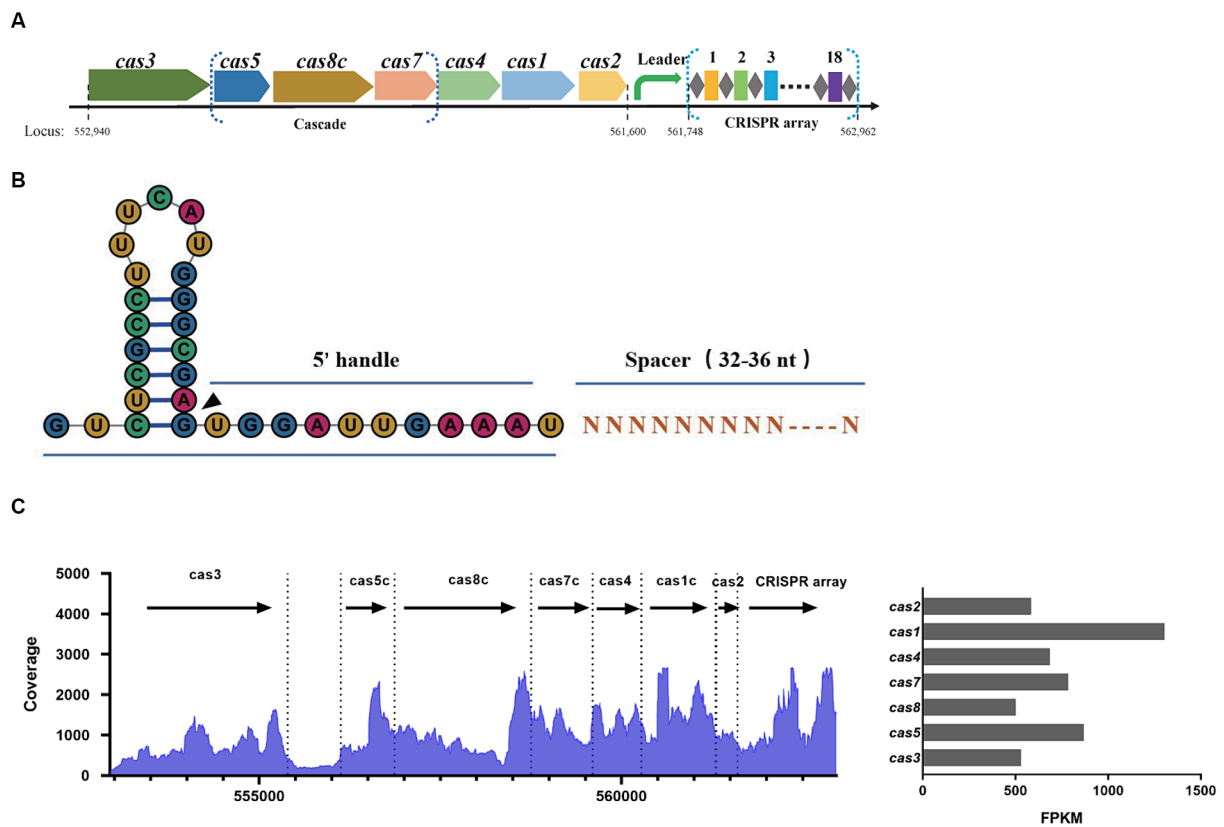 A
cas3 cas5 cas8c cas7 cas4 cas1 cas2 Leader 1 2 3 18
Cascade CRISPR array
Locus: 552,940 561,600 561,748 562,962
B
C
U A
U U
U G
C G
C G
G C
C G
U A
5' handle Spacer ( 32-36 nt )
G U C G U G G A U U G A A A U N N N N N N N N N ---- N
C
cas3 cas5c cas8c cas7c cas4 cas1c cas2 CRISPR array
5000
4000
3000
2000
1000
0
Coverage
555000 560000
cas2
cas1
cas4
cas7
cas8
cas5
cas3
0 500 1000 1500
FPKM